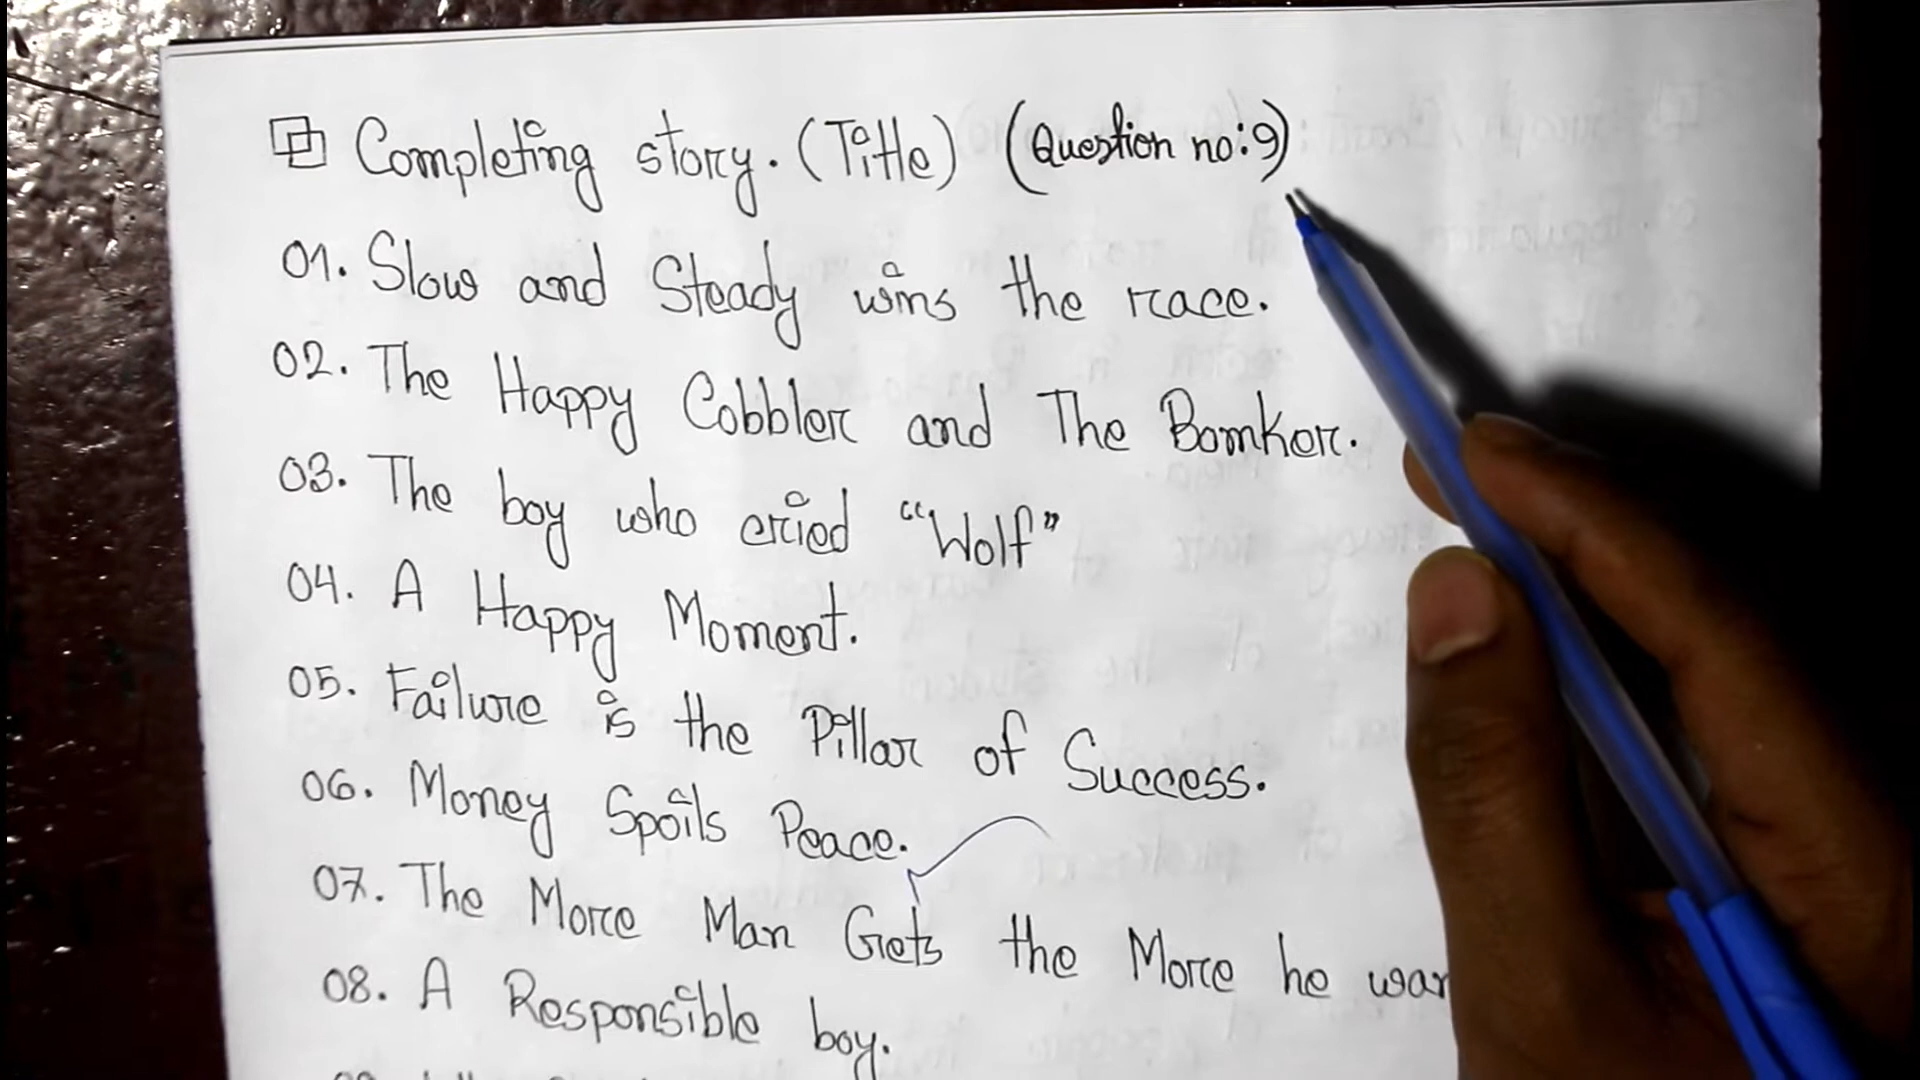 Completing story. (Title) (Question no:9)
01. Slow and Steady wins the race.
02. The Happy Cobbler and The Banker.
03. The boy who cried "Wolf"
04. A Happy Moment.
05. Failure is the Pillar of Success.
06. Money Spoils Peace.
07. The More Man Gets the More he
08. A Responsible boy.